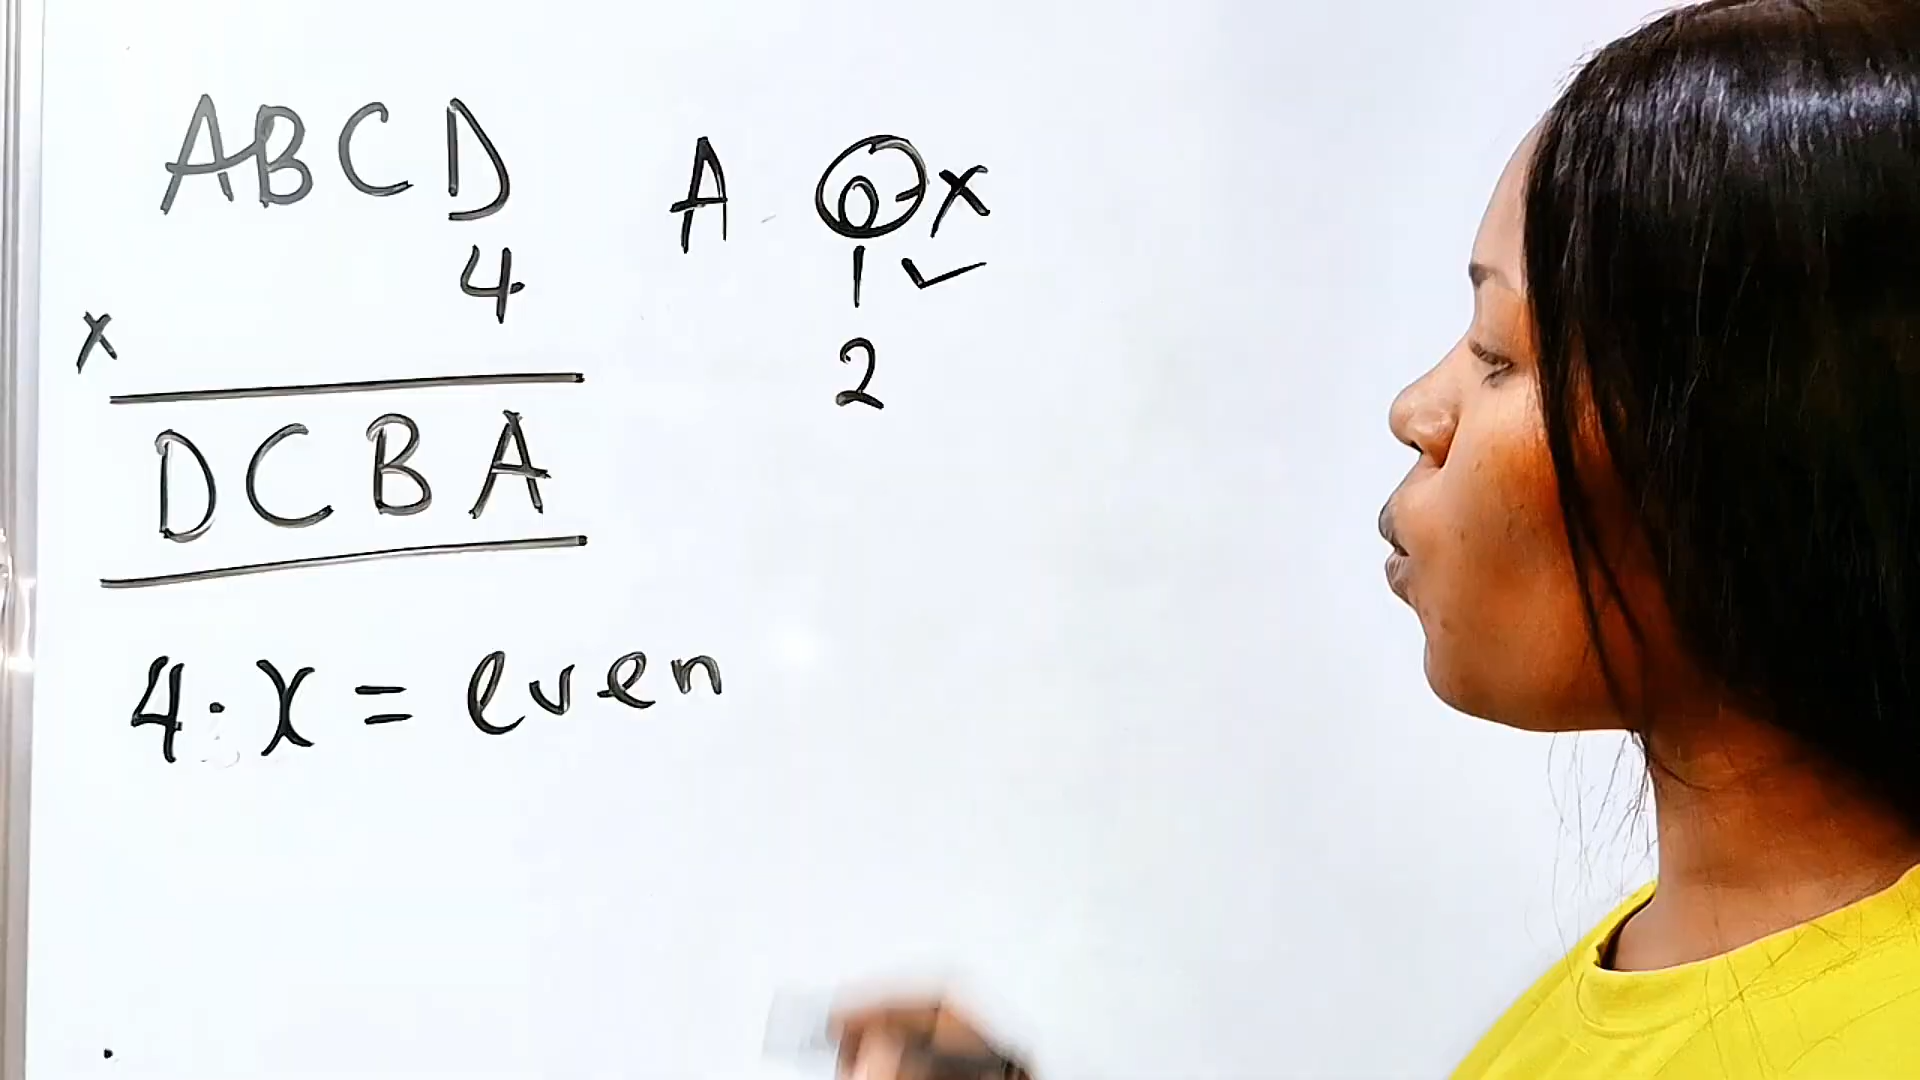 ABCD
4
x
DCBA
A 0 x
1 ✓
2
4 · x = even